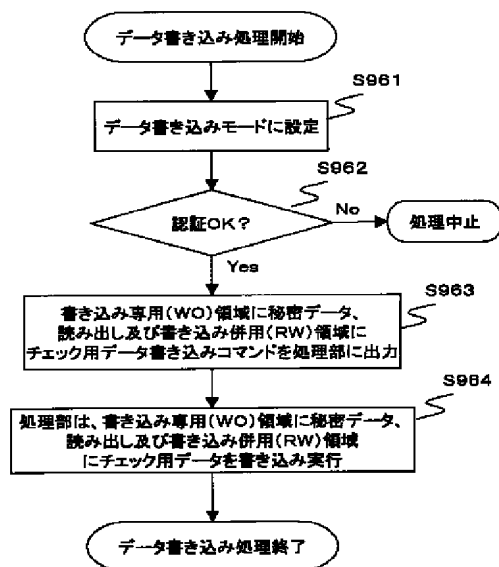 データ書き込み処理開始
S961
データ書き込みモードに設定
S962
認証OK?
No
処理中止
Yes
S963
書き込み専用(WO)領域に秘密データ、
読み出し及び書き込み併用(RW)領域に
チェック用データ書き込みコマンドを処理部に出力
S964
処理部は、書き込み専用(WO)領域に秘密データ、
読み出し及び書き込み併用(RW)領域
にチェック用データを書き込み実行
データ書き込み処理終了